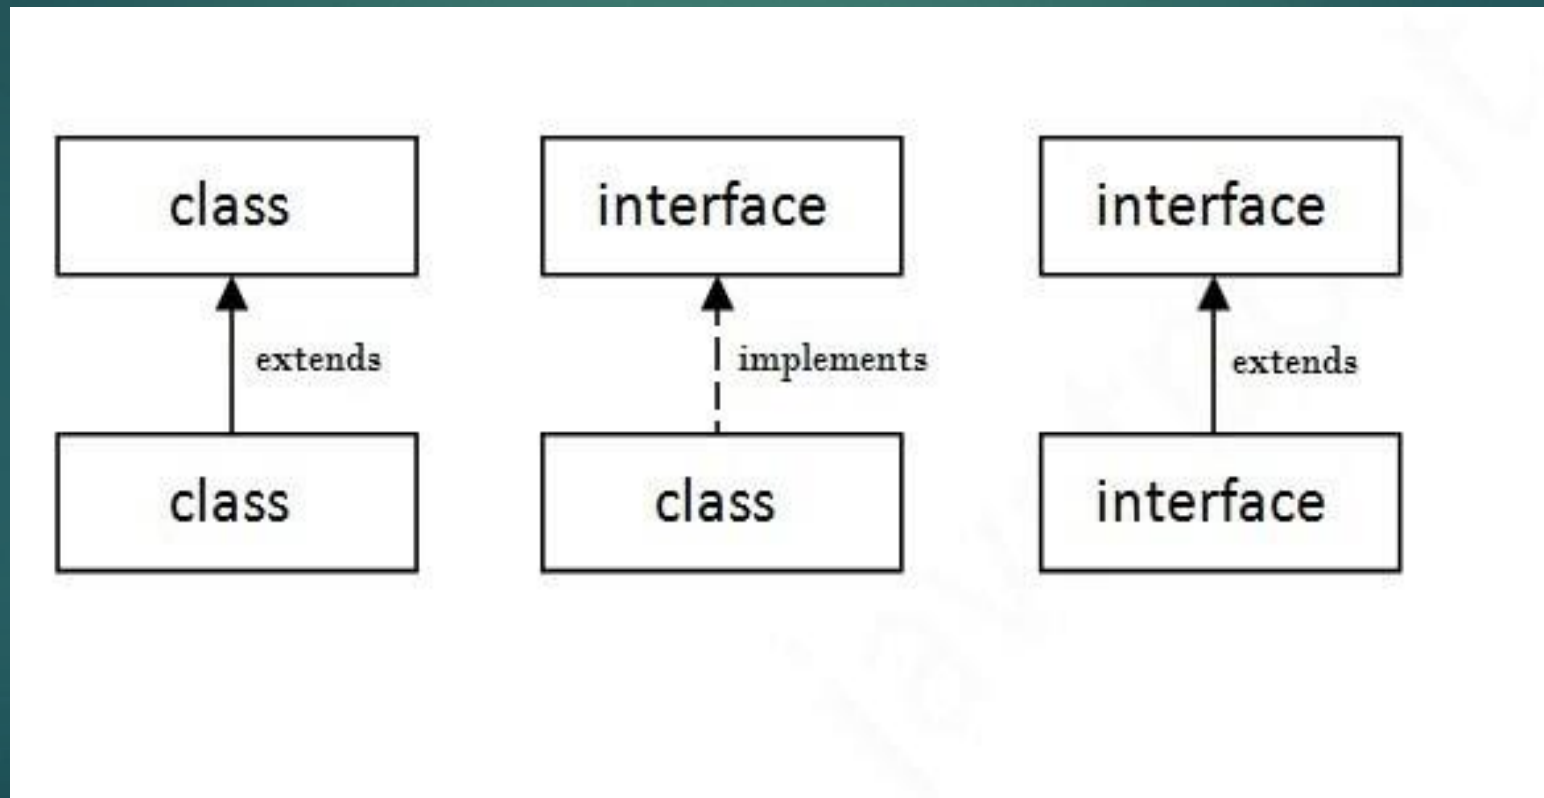 class interface interface
extends implements extends
class class interface